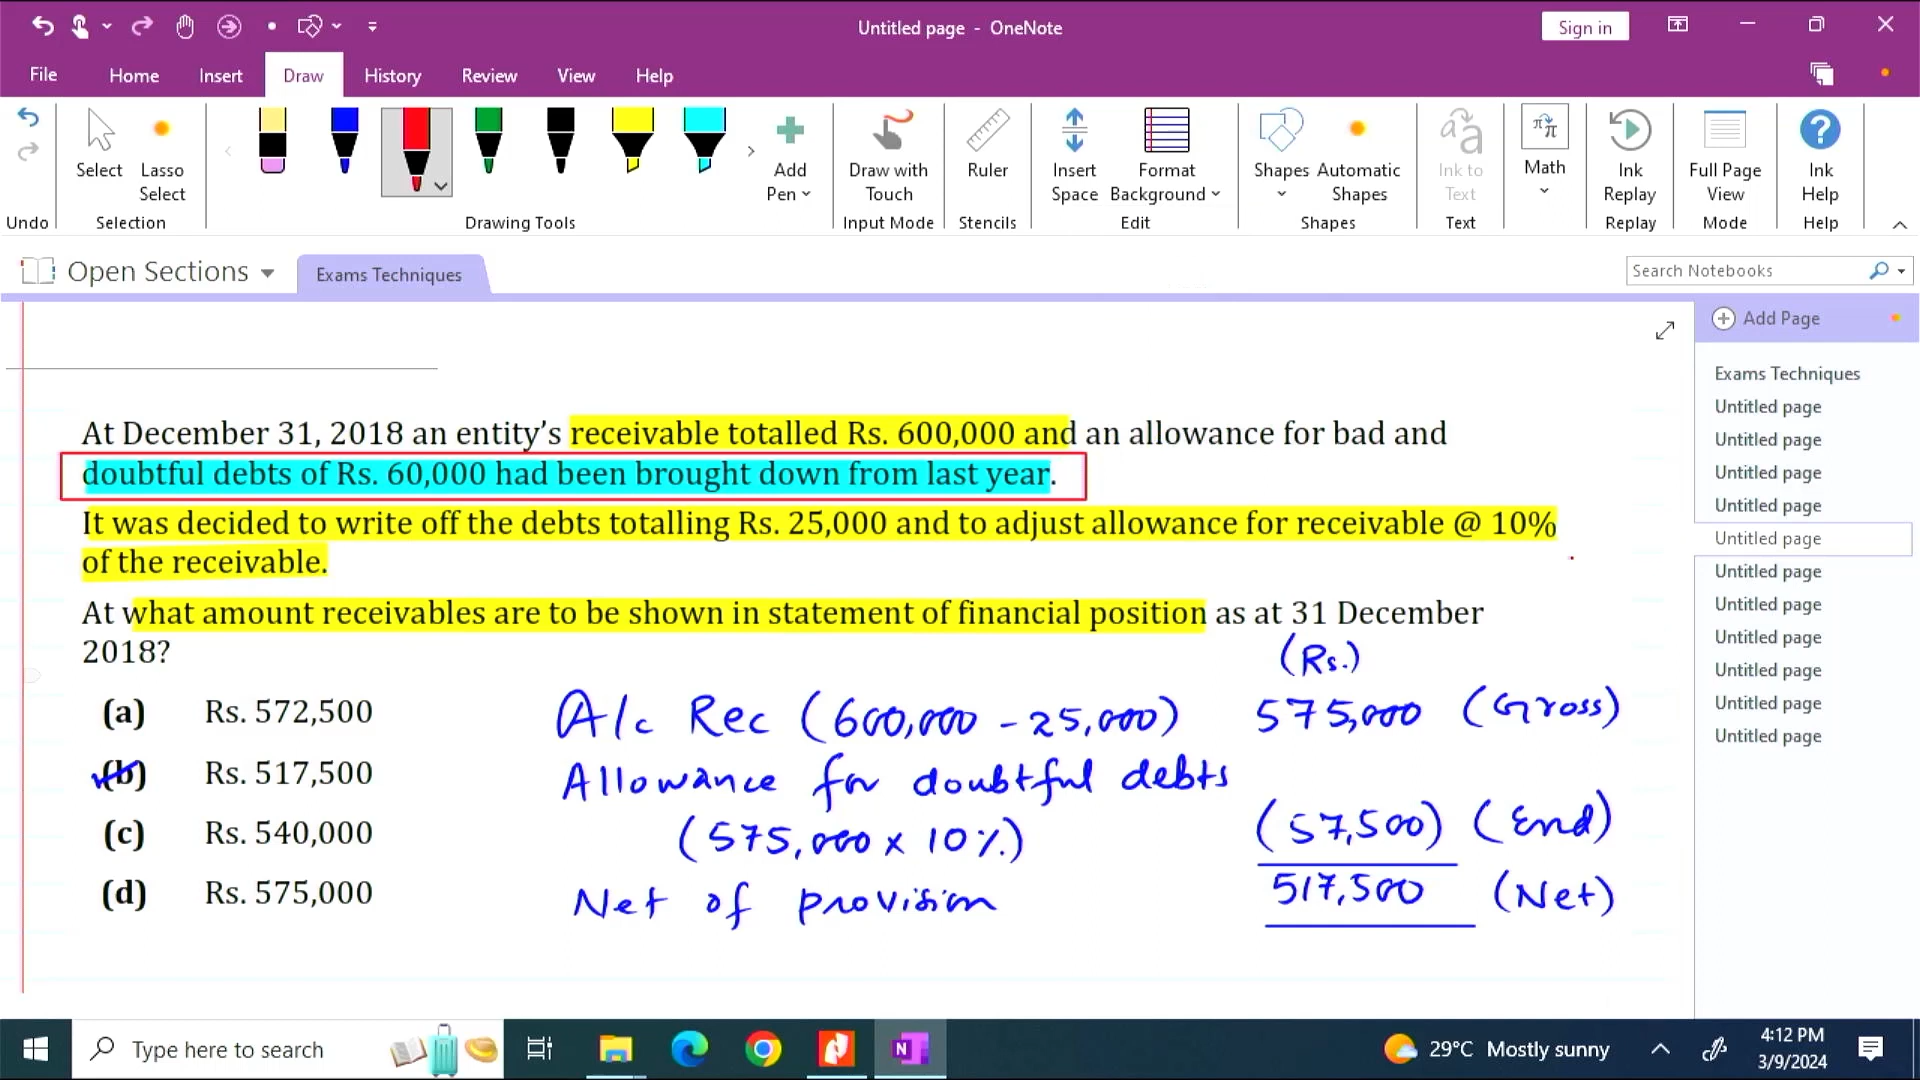 Untitled page - OneNote
Sign in
File Home Insert Draw History Review View Help
Undo
Select
Lasso Select
Selection
Drawing Tools
Add Pen
Draw with Touch
Input Mode
Ruler
Stencils
Insert Space
Format Background
Edit
Shapes
Automatic Shapes
Shapes
Ink to Text
Text
Math
Ink Replay
Replay
Full Page View
Mode
Ink Help
Help
Open Sections
Exams Techniques
Search Notebooks
Add Page
Exams Techniques
Untitled page
Untitled page
Untitled page
Untitled page
Untitled page
Untitled page
Untitled page
Untitled page
Untitled page
Untitled page
Untitled page
At December 31, 2018 an entity’s receivable totalled Rs. 600,000 and an allowance for bad and
doubtful debts of Rs. 60,000 had been brought down from last year.
It was decided to write off the debts totalling Rs. 25,000 and to adjust allowance for receivable @ 10%
of the receivable.
At what amount receivables are to be shown in statement of financial position as at 31 December
2018?
(Rs.)
(a) Rs. 572,500
(b) Rs. 517,500
(c) Rs. 540,000
(d) Rs. 575,000
A/c Rec (600,000 - 25,000) 575,000 (Gross)
Allowance for doubtful debts
(575,000 x 10%) (57,500) (End)
Net of provision 517,500 (Net)
Type here to search
29°C Mostly sunny
4:12 PM
3/9/2024